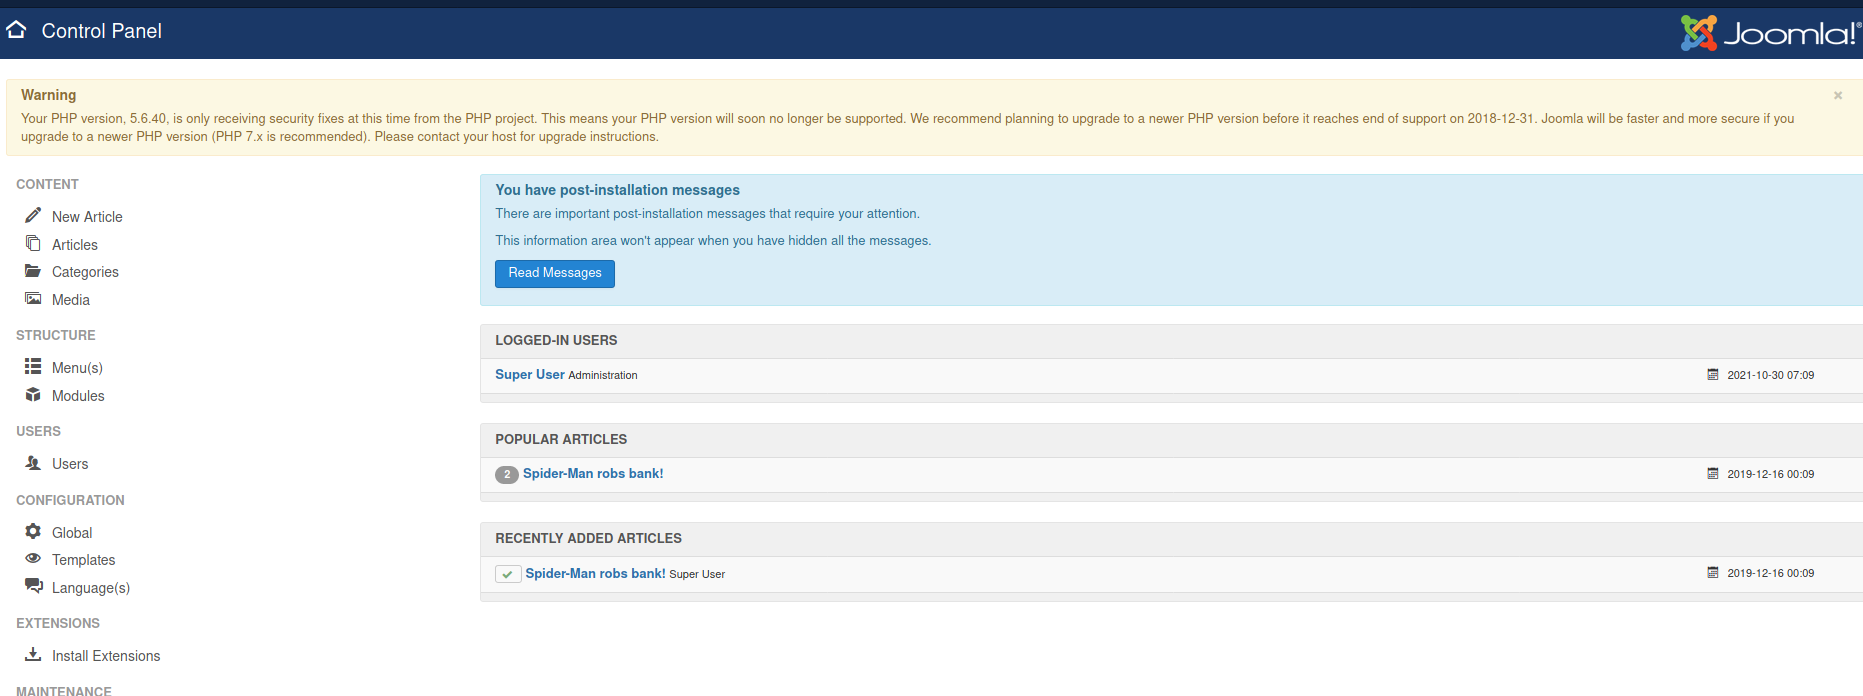 Control Panel
Joomla!®
Warning
Your PHP version, 5.6.40, is only receiving security fixes at this time from the PHP project. This means your PHP version will soon no longer be supported. We recommend planning to upgrade to a newer PHP version before it reaches end of support on 2018-12-31. Joomla will be faster and more secure if you
upgrade to a newer PHP version (PHP 7.x is recommended). Please contact your host for upgrade instructions.
CONTENT
New Article
Articles
Categories
Media
STRUCTURE
Menu(s)
Modules
USERS
Users
CONFIGURATION
Global
Templates
Language(s)
EXTENSIONS
Install Extensions
MAINTENANCE
You have post-installation messages
There are important post-installation messages that require your attention.
This information area won't appear when you have hidden all the messages.
Read Messages
LOGGED-IN USERS
Super User Administration 2021-10-30 07:09
POPULAR ARTICLES
2 Spider-Man robs bank! 2019-12-16 00:09
RECENTLY ADDED ARTICLES
Spider-Man robs bank! Super User 2019-12-16 00:09